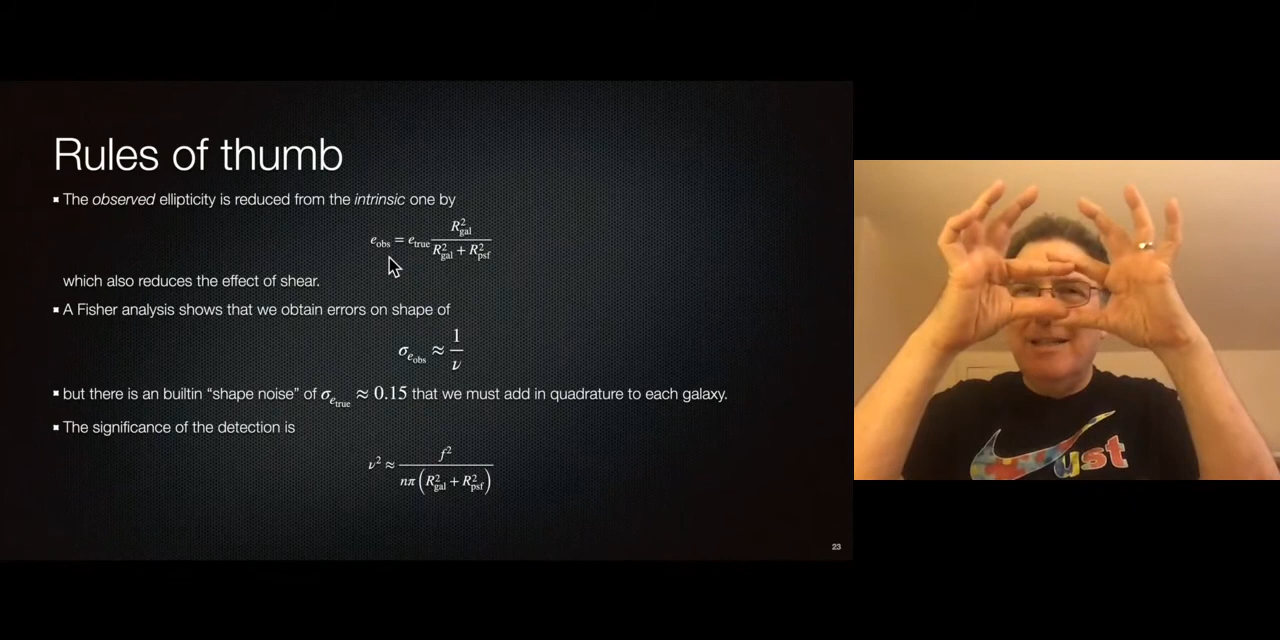 Rules of thumb
▪ The observed ellipticity is reduced from the intrinsic one by
e_obs = e_true R²_gal / (R²_gal + R²_psf)
which also reduces the effect of shear.
▪ A Fisher analysis shows that we obtain errors on shape of
σ_e_obs ≈ 1/ν
▪ but there is an builtin “shape noise” of σ_e_true ≈ 0.15 that we must add in quadrature to each galaxy.
▪ The significance of the detection is
ν² ≈ f² / (nπ (R²_gal + R²_psf))
23
ust